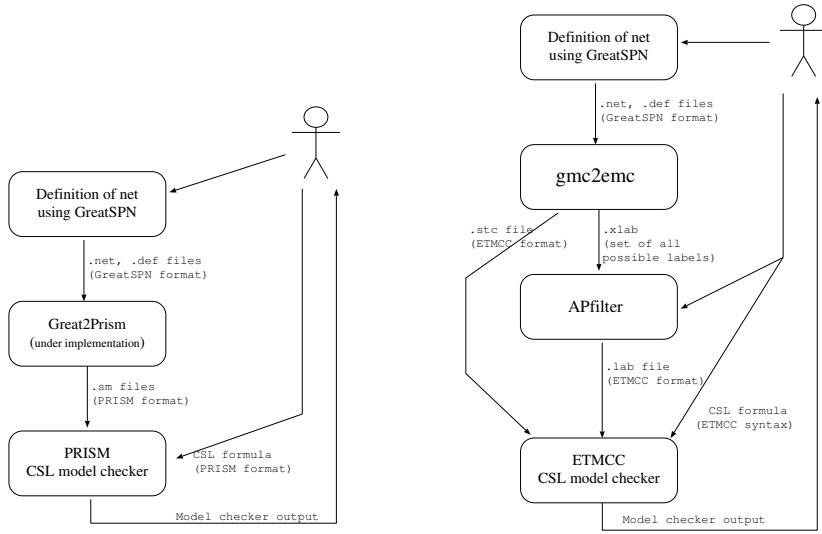 Definition of net
using GreatSPN
.net, .def files
(GreatSPN format)
Great2Prism
(under implementation)
.sm files
(PRISM format)
PRISM
CSL model checker
CSL formula
(PRISM format)
Model checker output
Definition of net
using GreatSPN
.net, .def files
(GreatSPN format)
gmc2emc
.stc file
(ETMCC format)
.xlab
(set of all
possible labels)
APfilter
.lab file
(ETMCC format)
CSL formula
(ETMCC syntax)
ETMCC
CSL model checker
Model checker output